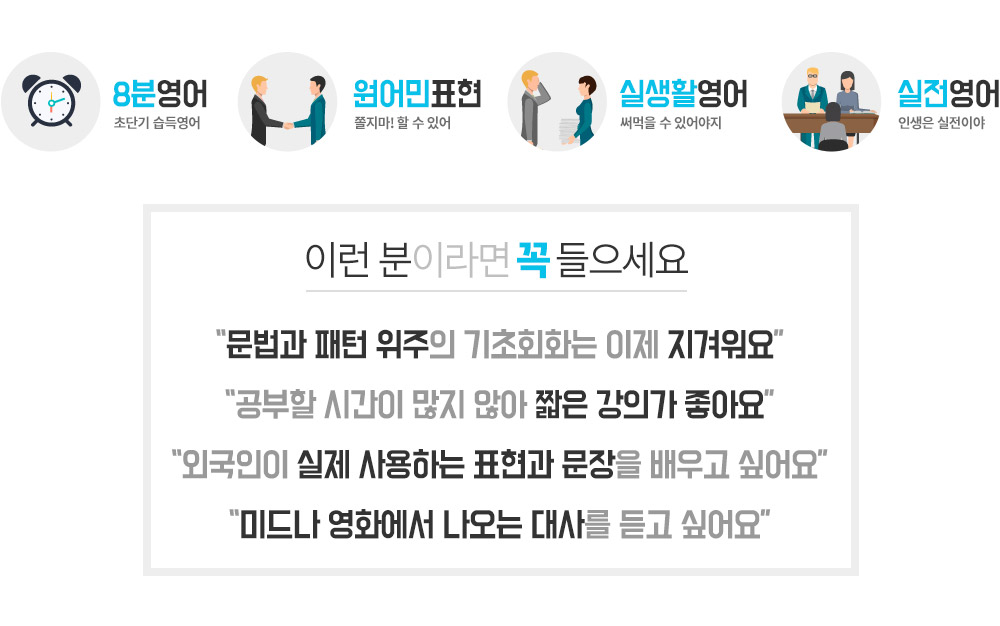 8분영어
초단기 습득영어
원어민표현
쫄지마! 할 수 있어
실생활영어
써먹을 수 있어야지
실전영어
인생은 실전이야
이런 분이라면 꼭 들으세요
“문법과 패턴 위주의 기초회화는 이제 지겨워요”
“공부할 시간이 많지 않아 짧은 강의가 좋아요”
“외국인이 실제 사용하는 표현과 문장을 배우고 싶어요”
“미드나 영화에서 나오는 대사를 듣고 싶어요”